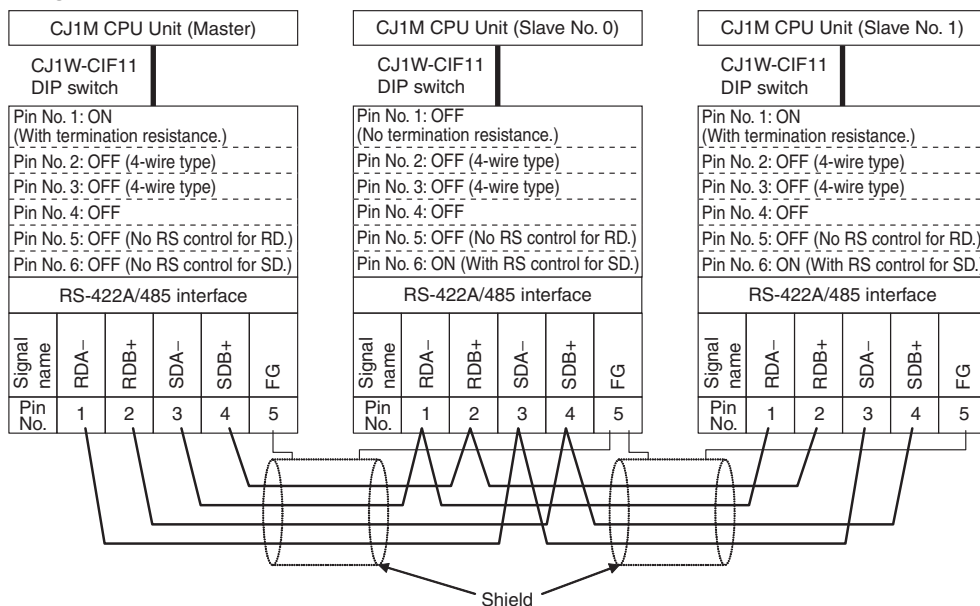 CJ1M CPU Unit (Master)
CJ1W-CIF11
DIP switch
Pin No. 1: ON
(With termination resistance.)
Pin No. 2: OFF (4-wire type)
Pin No. 3: OFF (4-wire type)
Pin No. 4: OFF
Pin No. 5: OFF (No RS control for RD.)
Pin No. 6: OFF (No RS control for SD.)
RS-422A/485 interface
Signal name
RDA−
RDB+
SDA−
SDB+
FG
Pin No.
1
2
3
4
5
CJ1M CPU Unit (Slave No. 0)
CJ1W-CIF11
DIP switch
Pin No. 1: OFF
(No termination resistance.)
Pin No. 2: OFF (4-wire type)
Pin No. 3: OFF (4-wire type)
Pin No. 4: OFF
Pin No. 5: OFF (No RS control for RD.)
Pin No. 6: ON (With RS control for SD.)
RS-422A/485 interface
Signal name
RDA−
RDB+
SDA−
SDB+
FG
Pin No.
1
2
3
4
5
CJ1M CPU Unit (Slave No. 1)
CJ1W-CIF11
DIP switch
Pin No. 1: ON
(With termination resistance.)
Pin No. 2: OFF (4-wire type)
Pin No. 3: OFF (4-wire type)
Pin No. 4: OFF
Pin No. 5: OFF (No RS control for RD.)
Pin No. 6: ON (With RS control for SD.
RS-422A/485 interface
Signal name
RDA−
RDB+
SDA−
SDB+
FG
Pin No.
1
2
3
4
5
Shield